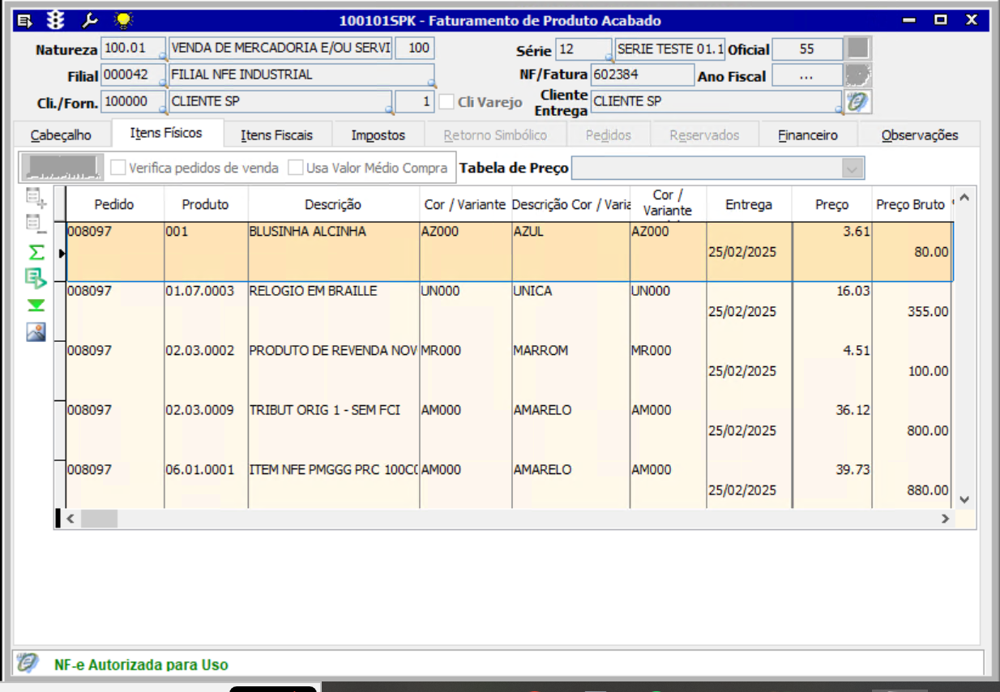 100101SPK - Faturamento de Produto Acabado
Natureza 100.01 VENDA DE MERCADORIA E/OU SERVI 100 Série 12 SERIE TESTE 01.1 Oficial 55
Filial 000042 FILIAL NFE INDUSTRIAL NF/Fatura 602384 Ano Fiscal ...
Cli./Forn. 100000 CLIENTE SP 1 Cli Varejo Cliente Entrega CLIENTE SP
Cabeçalho Itens Físicos Itens Fiscais Impostos Retorno Simbólico Pedidos Reservados Financeiro Observações
Verifica pedidos de venda Usa Valor Médio Compra Tabela de Preço
Pedido Produto Descrição Cor / Variante Descrição Cor / Varia Cor / Variante Entrega Preço Preço Bruto
008097 001 BLUSINHA ALCINHA AZ000 AZUL AZ000 25/02/2025 3.61 80.00
008097 01.07.0003 RELOGIO EM BRAILLE UN000 UNICA UN000 25/02/2025 16.03 355.00
008097 02.03.0002 PRODUTO DE REVENDA NOV MR000 MARROM MR000 25/02/2025 4.51 100.00
008097 02.03.0009 TRIBUT ORIG 1 - SEM FCI AM000 AMARELO AM000 25/02/2025 36.12 800.00
008097 06.01.0001 ITEM NFE PMGGG PRC 100C AM000 AMARELO AM000 25/02/2025 39.73 880.00
NF-e Autorizada para Uso